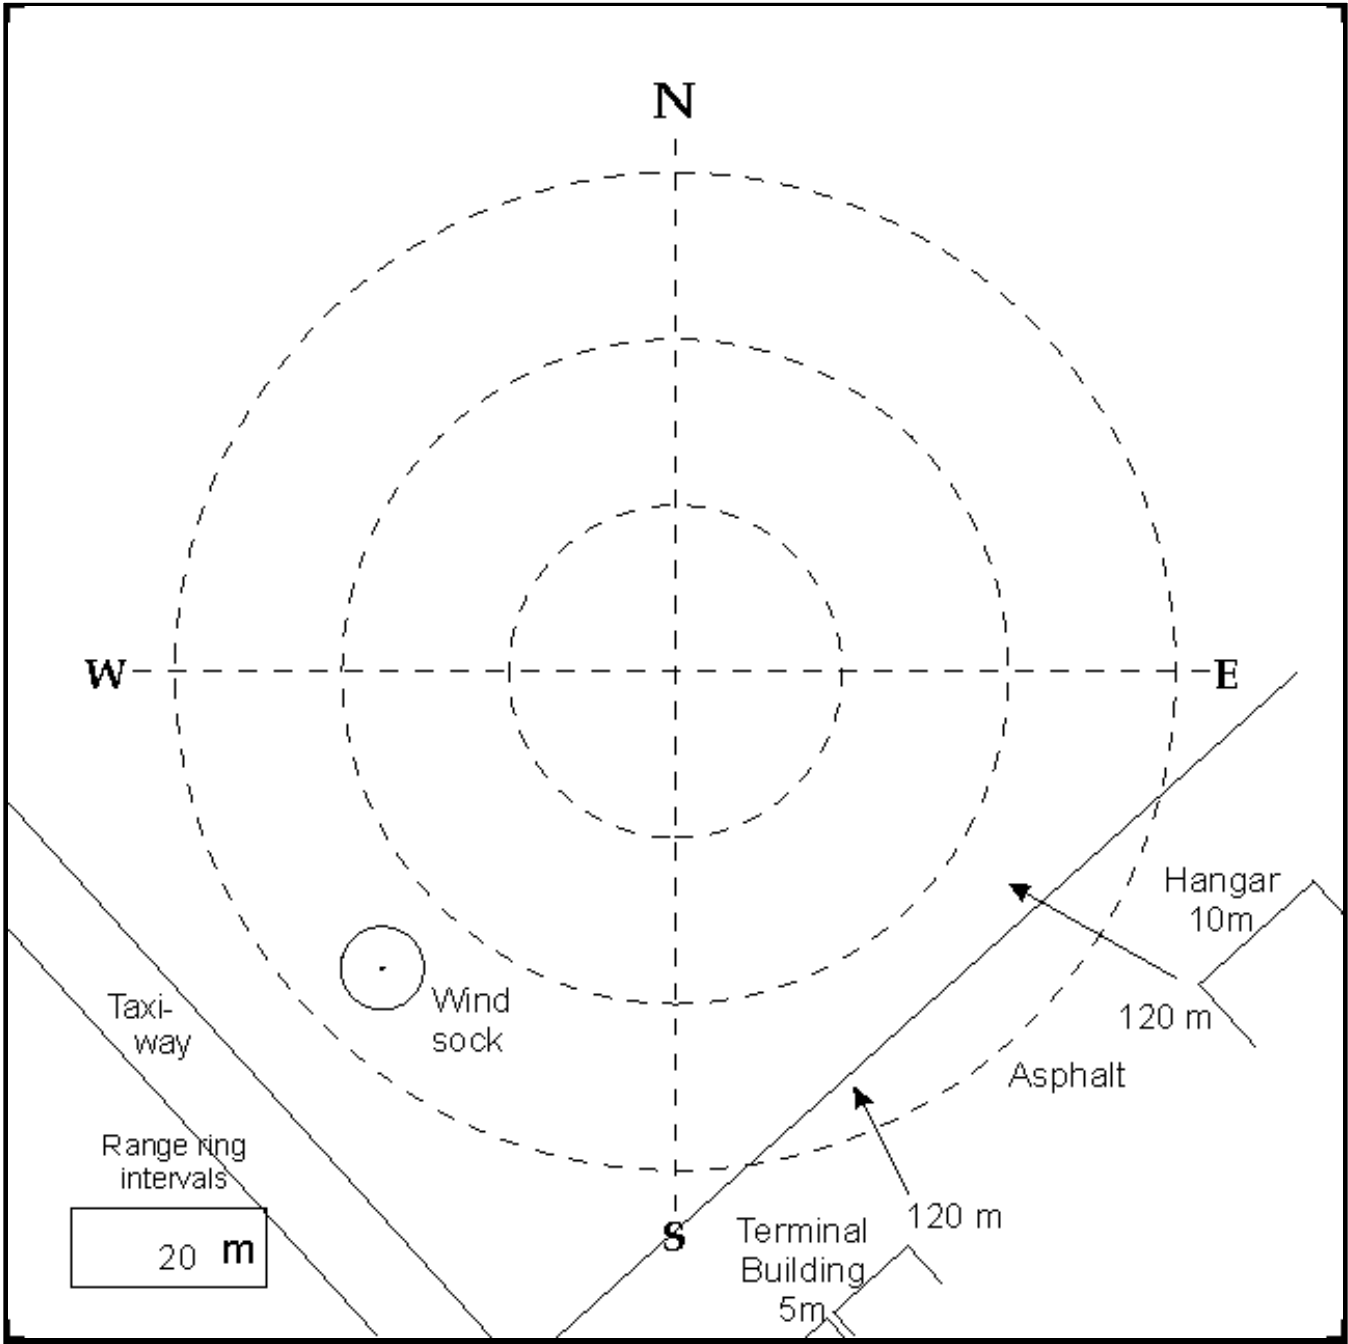 N
W
E
Hangar
10m
120 m
Asphalt
Wind
sock
Taxi-
way
Range ring
intervals
20 m
S
120 m
Terminal
Building
5m